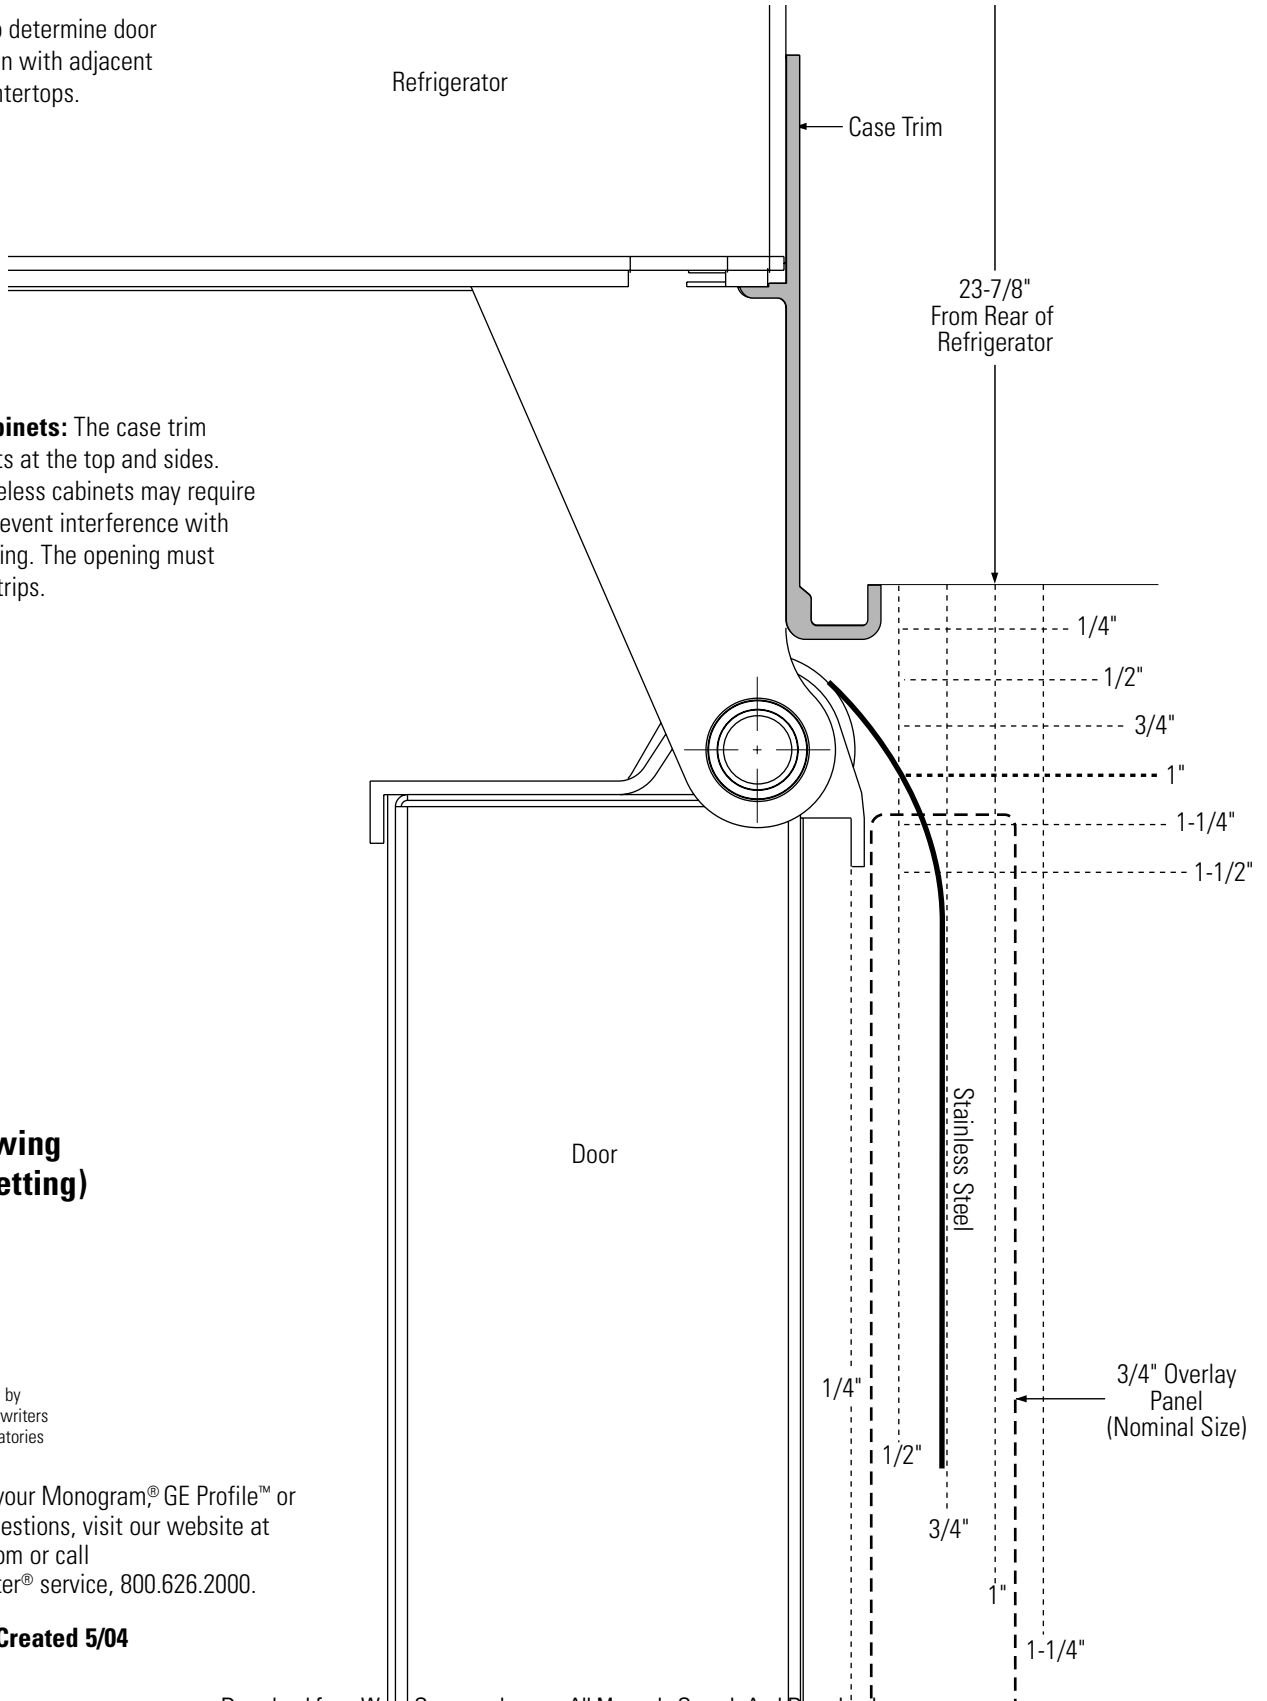 determine door
n with adjacent
tertops.
Refrigerator
Case Trim
23-7/8"
From Rear of
Refrigerator
binets: The case trim
ts at the top and sides.
eless cabinets may require
event interference with
ing. The opening must
trips.
1/4"
1/2"
3/4"
1"
1-1/4"
1-1/2"
Stainless Steel
wing
etting)
Door
3/4" Overlay
Panel
(Nominal Size)
1/4"
1/2"
3/4"
1"
1-1/4"
by
writers
atories
your Monogram,® GE Profile™ or
estions, visit our website at
om or call
ter® service, 800.626.2000.
Created 5/04